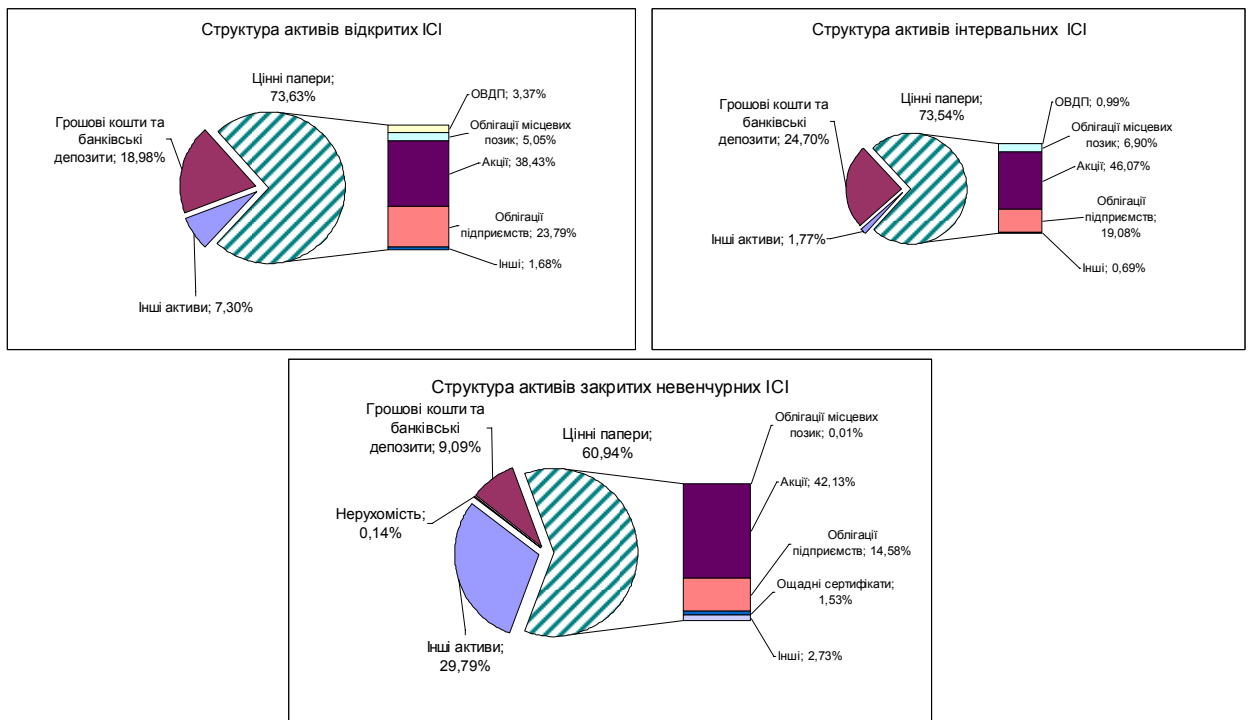 Структура активів відкритих ІСІ
Цінні папери;
73,63%
Грошові кошти та
банківські
депозити; 18,98%
Інші активи; 7,30%
ОВДП; 3,37%
Облігації місцевих
позик; 5,05%
Акції; 38,43%
Облігації
підприємств; 23,79%
Інші; 1,68%
Структура активів інтервальних ІСІ
Цінні папери;
73,54%
Грошові кошти та
банківські
депозити; 24,70%
Інші активи; 1,77%
ОВДП; 0,99%
Облігації місцевих
позик; 6,90%
Акції; 46,07%
Облігації
підприємств;
19,08%
Інші; 0,69%
Структура активів закритих невенчурних ІСІ
Грошові кошти та
банківські
депозити; 9,09%
Цінні папери;
60,94%
Нерухомість;
0,14%
Інші активи;
29,79%
Облігації місцевих
позик; 0,01%
Акції; 42,13%
Облігації
підприємств; 14,58%
Ощадні сертифікати;
1,53%
Інші; 2,73%